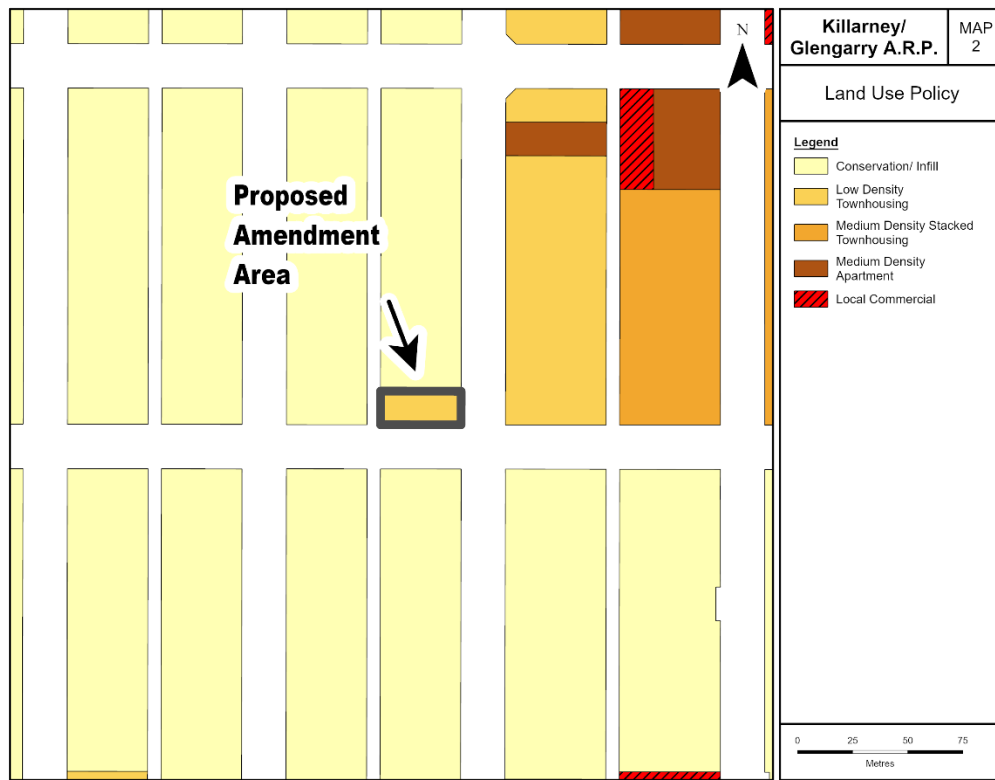 Proposed
Amendment
Area
N
Killarney/
Glengarry A.R.P.
MAP
2
Land Use Policy
Legend
Conservation/ Infill
Low Density
Townhousing
Medium Density Stacked
Townhousing
Medium Density
Apartment
Local Commercial
0 25 50 75
Metres